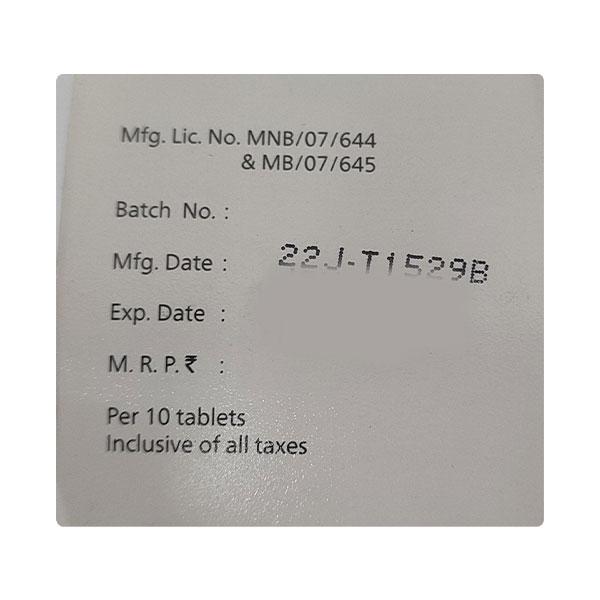 Mfg. Lic. No. MNB/07/644
& MB/07/645
Batch No. :
Mfg. Date : 22J-T1529B
Exp. Date :
M. R. P. ₹ :
Per 10 tablets
Inclusive of all taxes